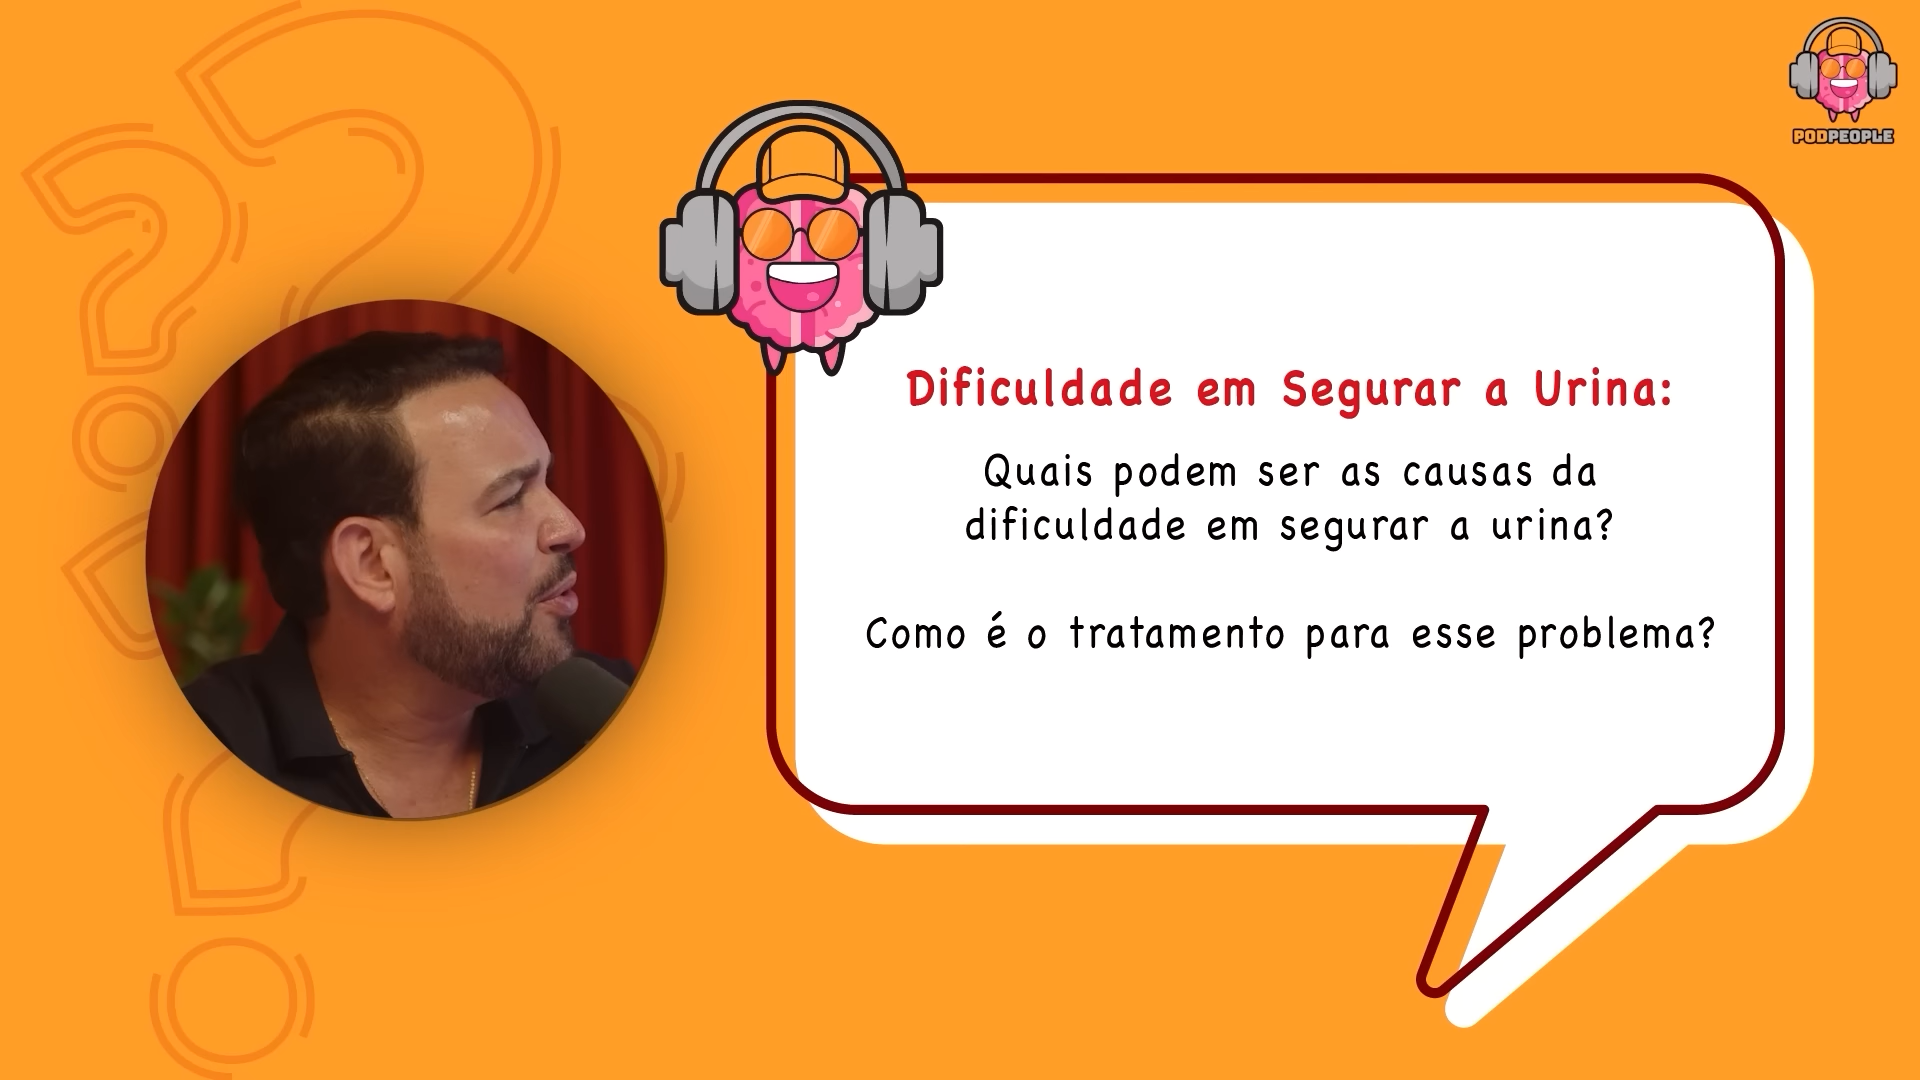 PODPEOPLE
Dificuldade em Segurar a Urina:
Quais podem ser as causas da
dificuldade em segurar a urina?
Como é o tratamento para esse problema?